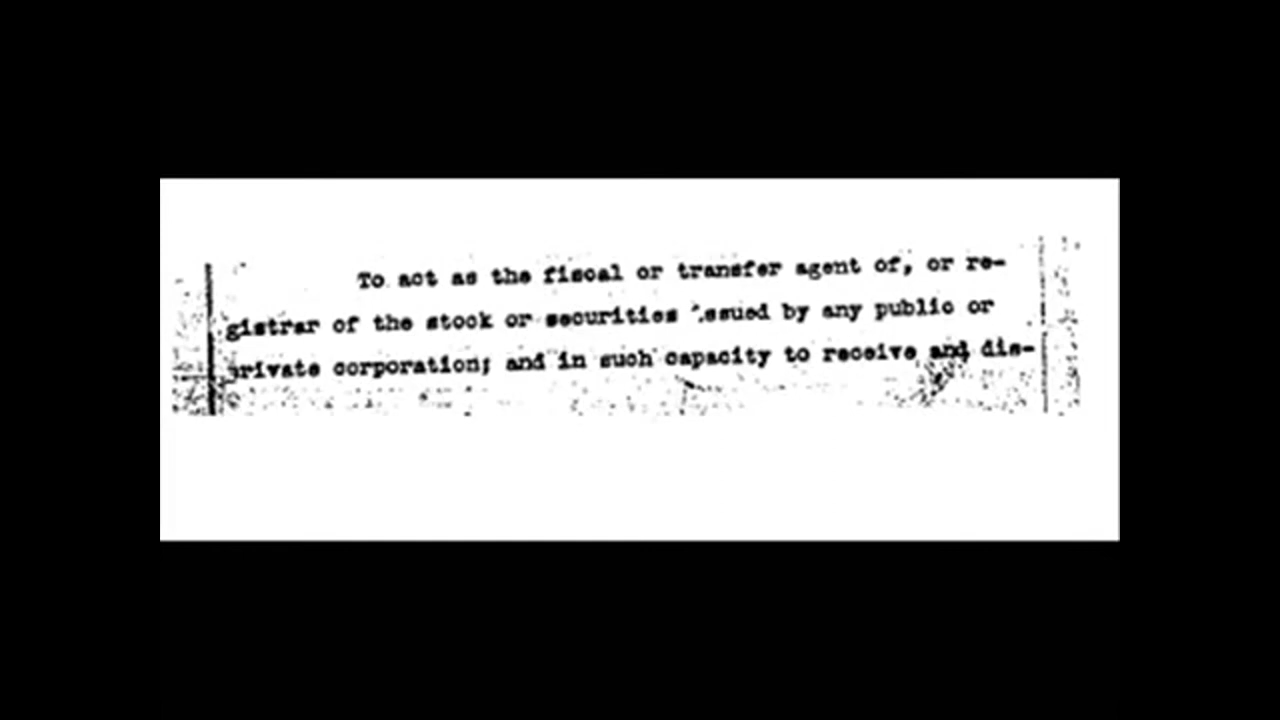 To act as the fiscal or transfer agent of, or re-
gistrar of the stock or securities issued by any public or
private corporation; and in such capacity to receive and dis-